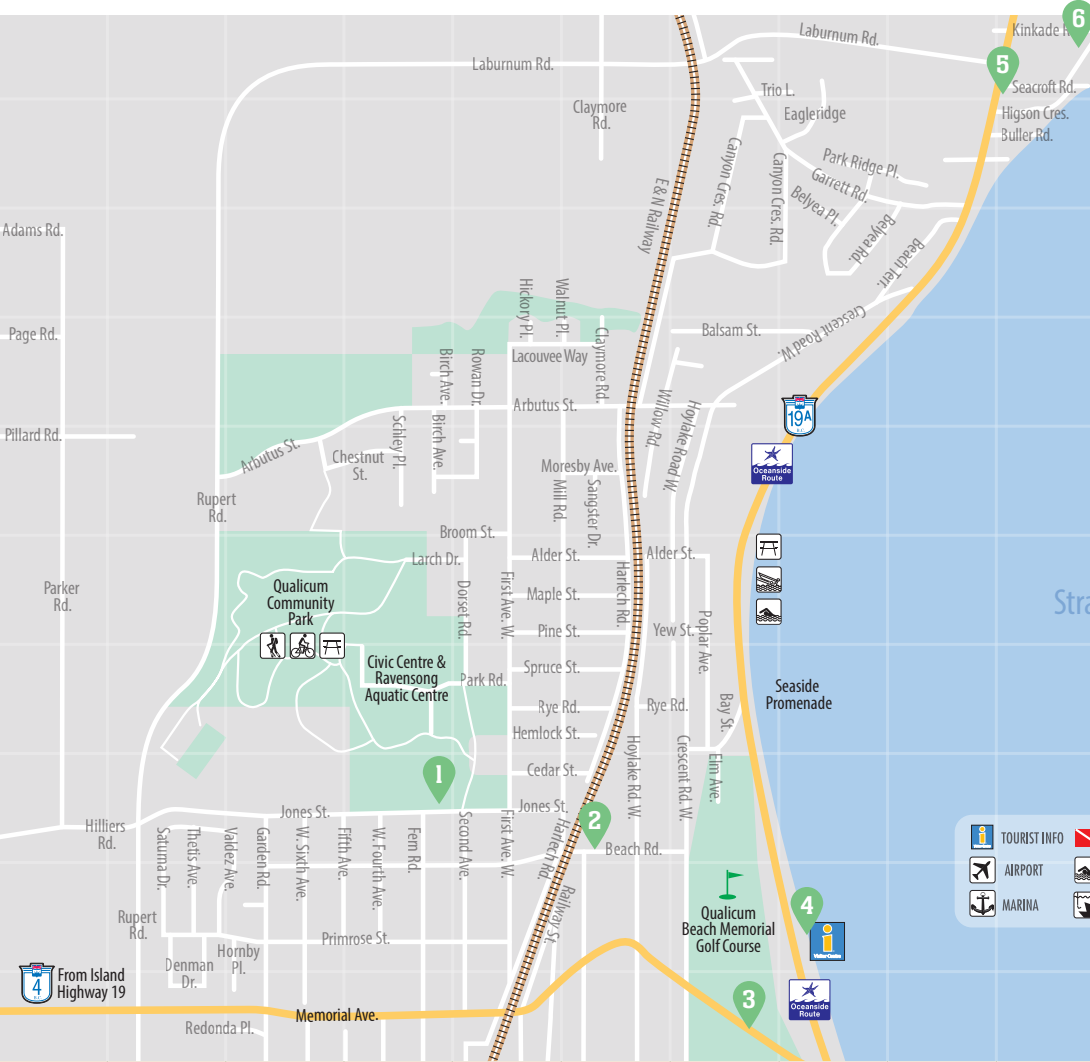 6
Kinkade
Laburnum Rd.
Laburnum Rd.
5
Seacroft Rd.
Trio L.
Claymore
Rd.
Eagleridge
Higson Cres.
Buller Rd.
Canyon Cres. Rd.
Canyon Cres. Rd.
Park Ridge Pl.
Garrett Rd.
Belyea Pl.
Belyea Rd.
Beach Terr.
E&N Railway
Adams Rd.
Hickory Pl.
Walnut Pl.
Page Rd.
Balsam St.
Crescent Road W.
Claymore Rd.
Lacouvee Way
Birch Ave.
Rowan Dr.
Arbutus St.
19A
B.C.
Willow Rd.
Hoylake Road W.
Pillard Rd.
Arbutus St.
Schley Pl.
Birch Ave.
Chestnut
St.
Moresby Ave.
Oceanside
Route
Mill Rd.
Sangster Dr.
Rupert
Rd.
Broom St.
Larch Dr.
Alder St.
Alder St.
Harlech Rd.
Parker
Rd.
Qualicum
Community
Park
Dorset Rd.
First Ave. W.
Maple St.
Stra
Pine St.
Yew St.
Poplar Ave.
Civic Centre &
Ravensong
Aquatic Centre
Spruce St.
Park Rd.
Seaside
Promenade
Rye Rd.
Rye Rd.
Bay St.
Hemlock St.
Hoylake Rd. W.
Crescent Rd. W.
Elm Ave.
1
Cedar St.
Jones St.
Jones St.
2
Hilliers
Rd.
Saturna Dr.
Thetis Ave.
Valdez Ave.
Garden Rd.
W. Sixth Ave.
Fifth Ave.
W. Fourth Ave.
Fern Rd.
Second Ave.
First Ave. W.
Harlech Rd.
Beach Rd.
TOURIST INFO
AIRPORT
MARINA
Railway St.
Qualicum
Beach Memorial
Golf Course
4
Visitor Centre
Rupert
Rd.
Primrose St.
Hornby
Pl.
Denman
Dr.
4
B.C.
From Island
Highway 19
3
Oceanside
Route
Memorial Ave.
Redonda Pl.